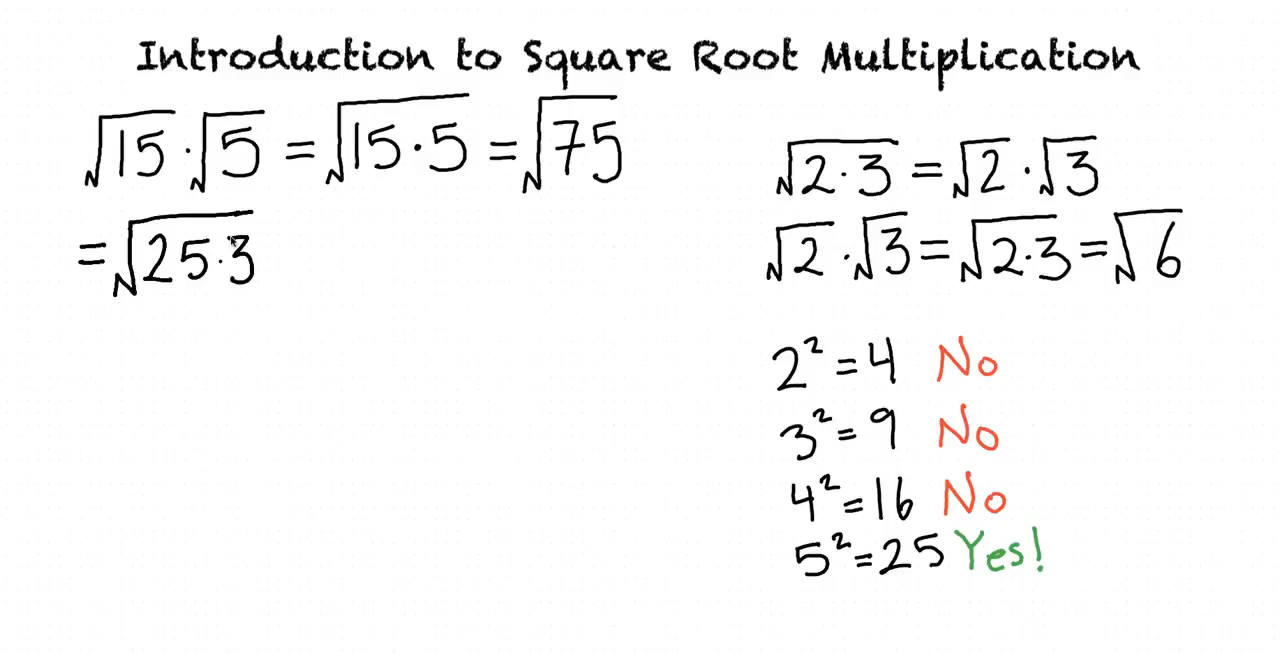 Introduction to Square Root Multiplication
√15 · √5 = √15 · 5 = √75
= √25 · 3
√2 · 3 = √2 · √3
√2 · √3 = √2 · 3 = √6
2² = 4 No
3² = 9 No
4² = 16 No
5² = 25 Yes!